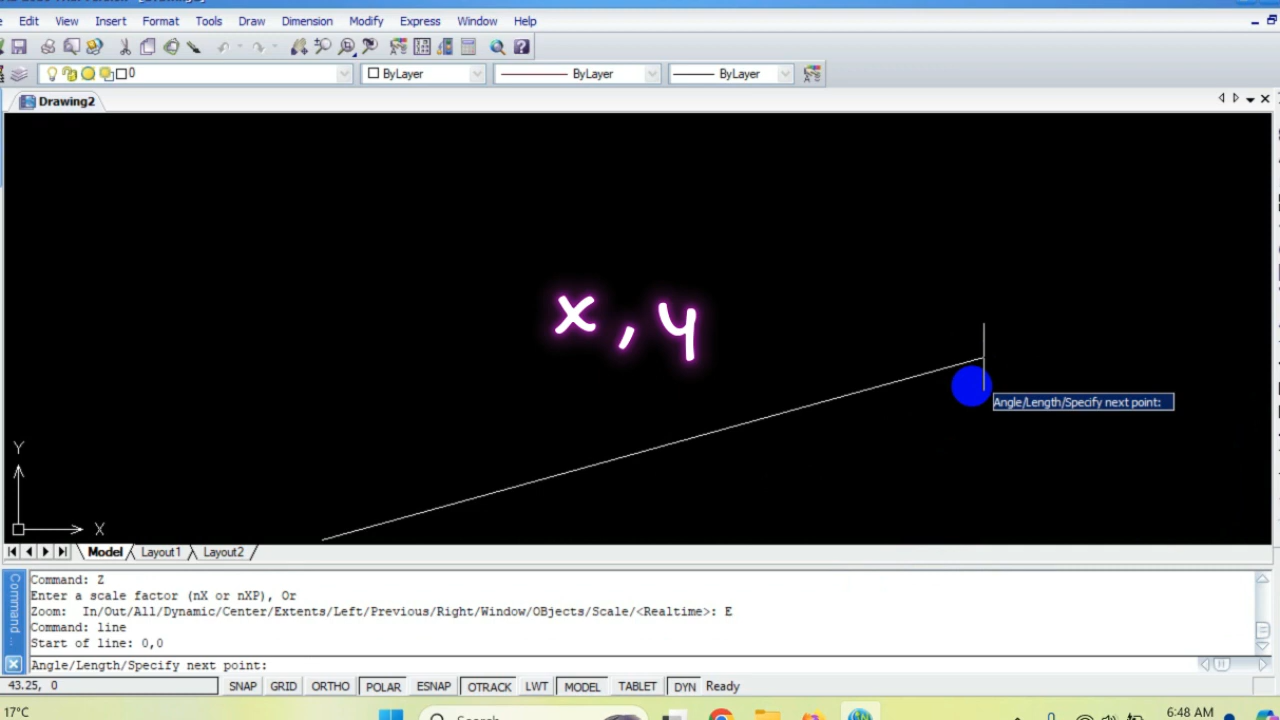 Edit View Insert Format Tools Draw Dimension Modify Express Window Help
0 ByLayer ByLayer ByLayer
Drawing2
x , y
Angle/Length/Specify next point:
Y
X
Model Layout1 Layout2
Command: Z
Enter a scale factor (nX or nXP), Or
Zoom: In/Out/All/Dynamic/Center/Extents/Left/Previous/Right/Window/OBjects/Scale/<Realtime>: E
Command: line
Start of line: 0,0
Angle/Length/Specify next point:
Command ...
43.25, 0 SNAP GRID ORTHO POLAR ESNAP OTRACK LWT MODEL TABLET DYN Ready
17°C Search 6:48 AM